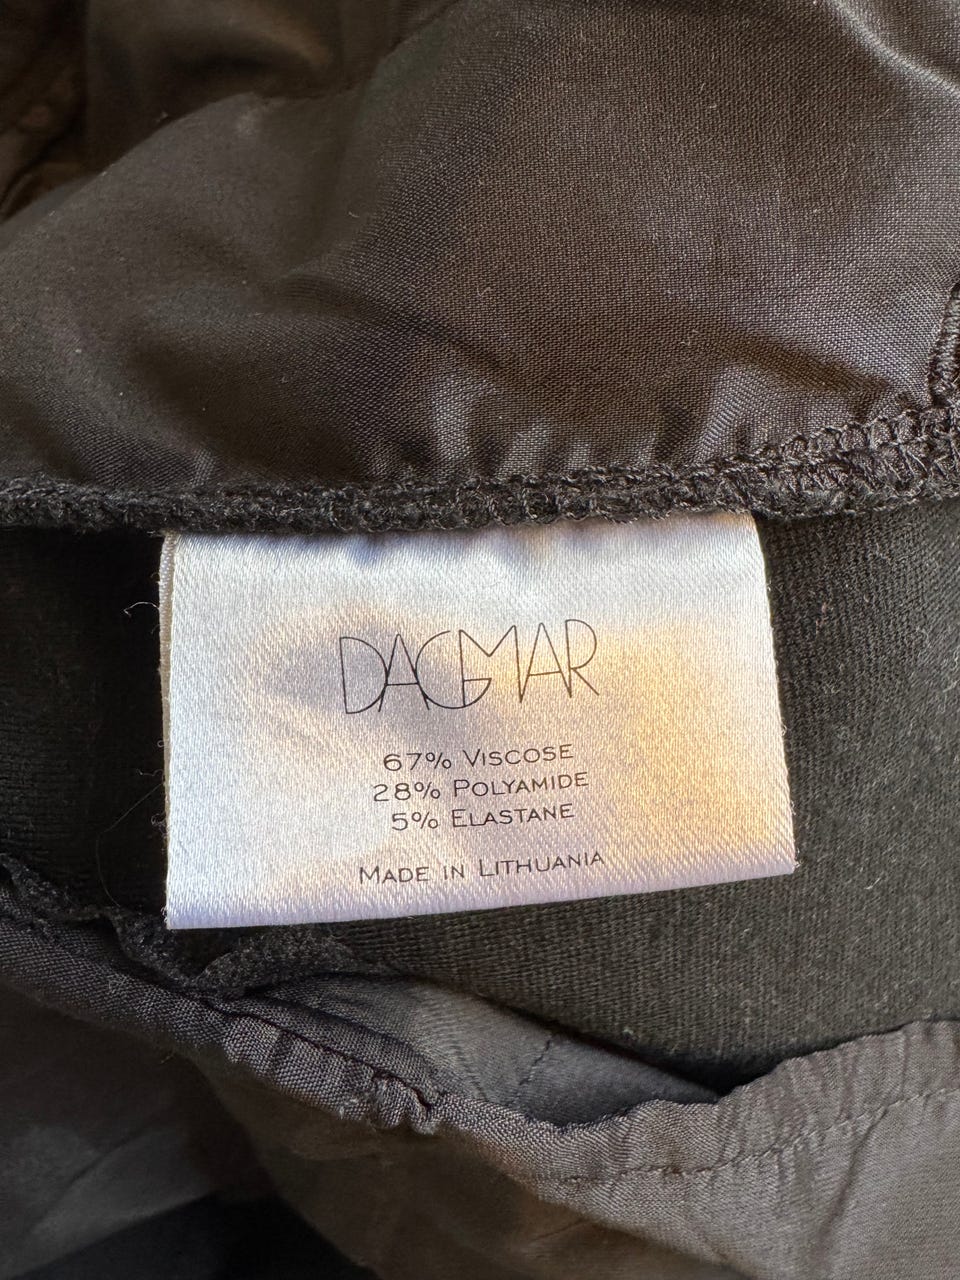 DAGMAR
67% VISCOSE
28% POLYAMIDE
5% ELASTANE
MADE IN LITHUANIA